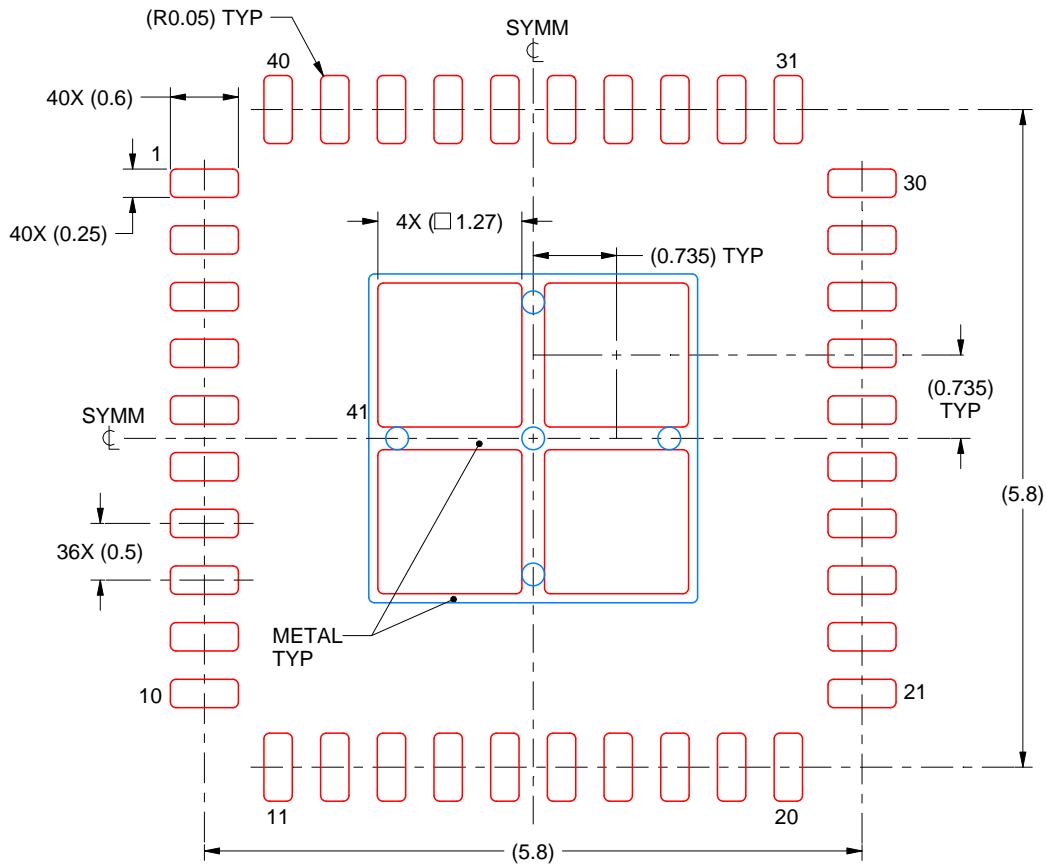 (R0.05) TYP
SYMM
℄
40
31
40X (0.6)
1
30
40X (0.25)
4X (□ 1.27)
(0.735) TYP
(0.735)
TYP
41
SYMM
℄
(5.8)
36X (0.5)
METAL
TYP
10
21
11
20
(5.8)